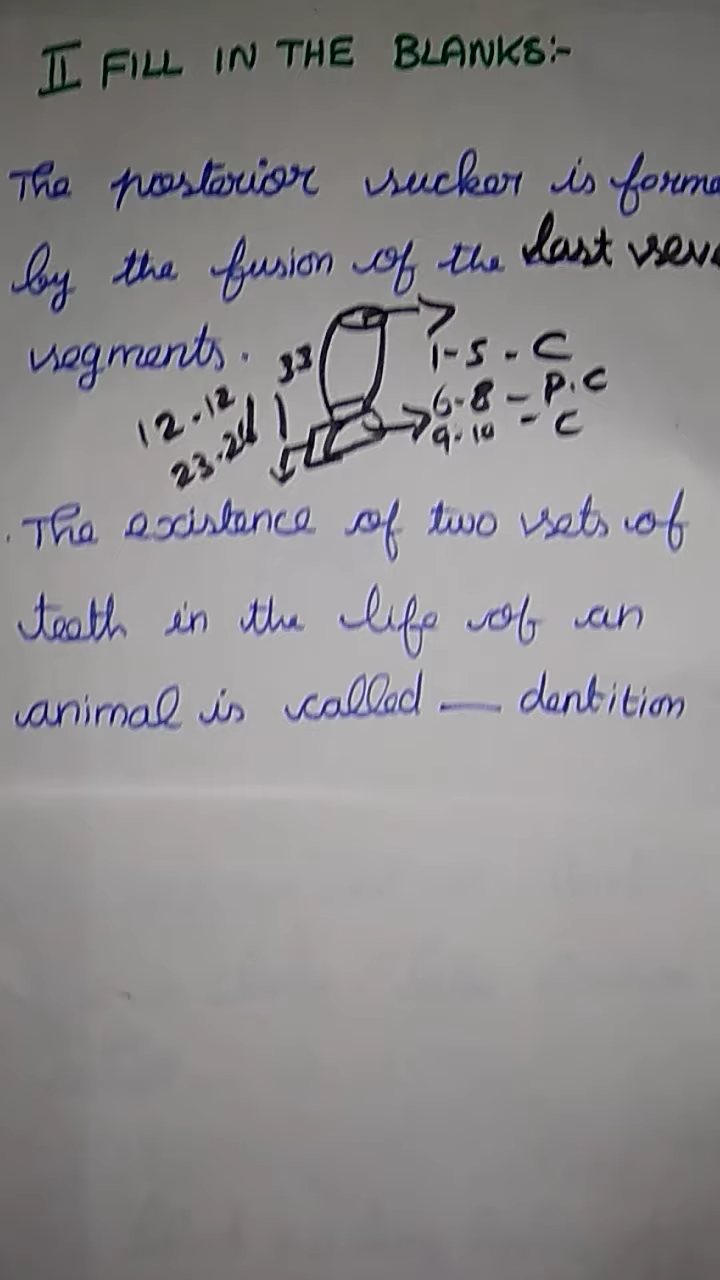 II FILL IN THE BLANKS:-
The posterior sucker is forme
by the fusion of the last seve
segments.
33
1-5 - C
6-8 - P.C
9-10 - C
12-12
The existence of two sets of
teeth in the life of an
animal is called — dentition